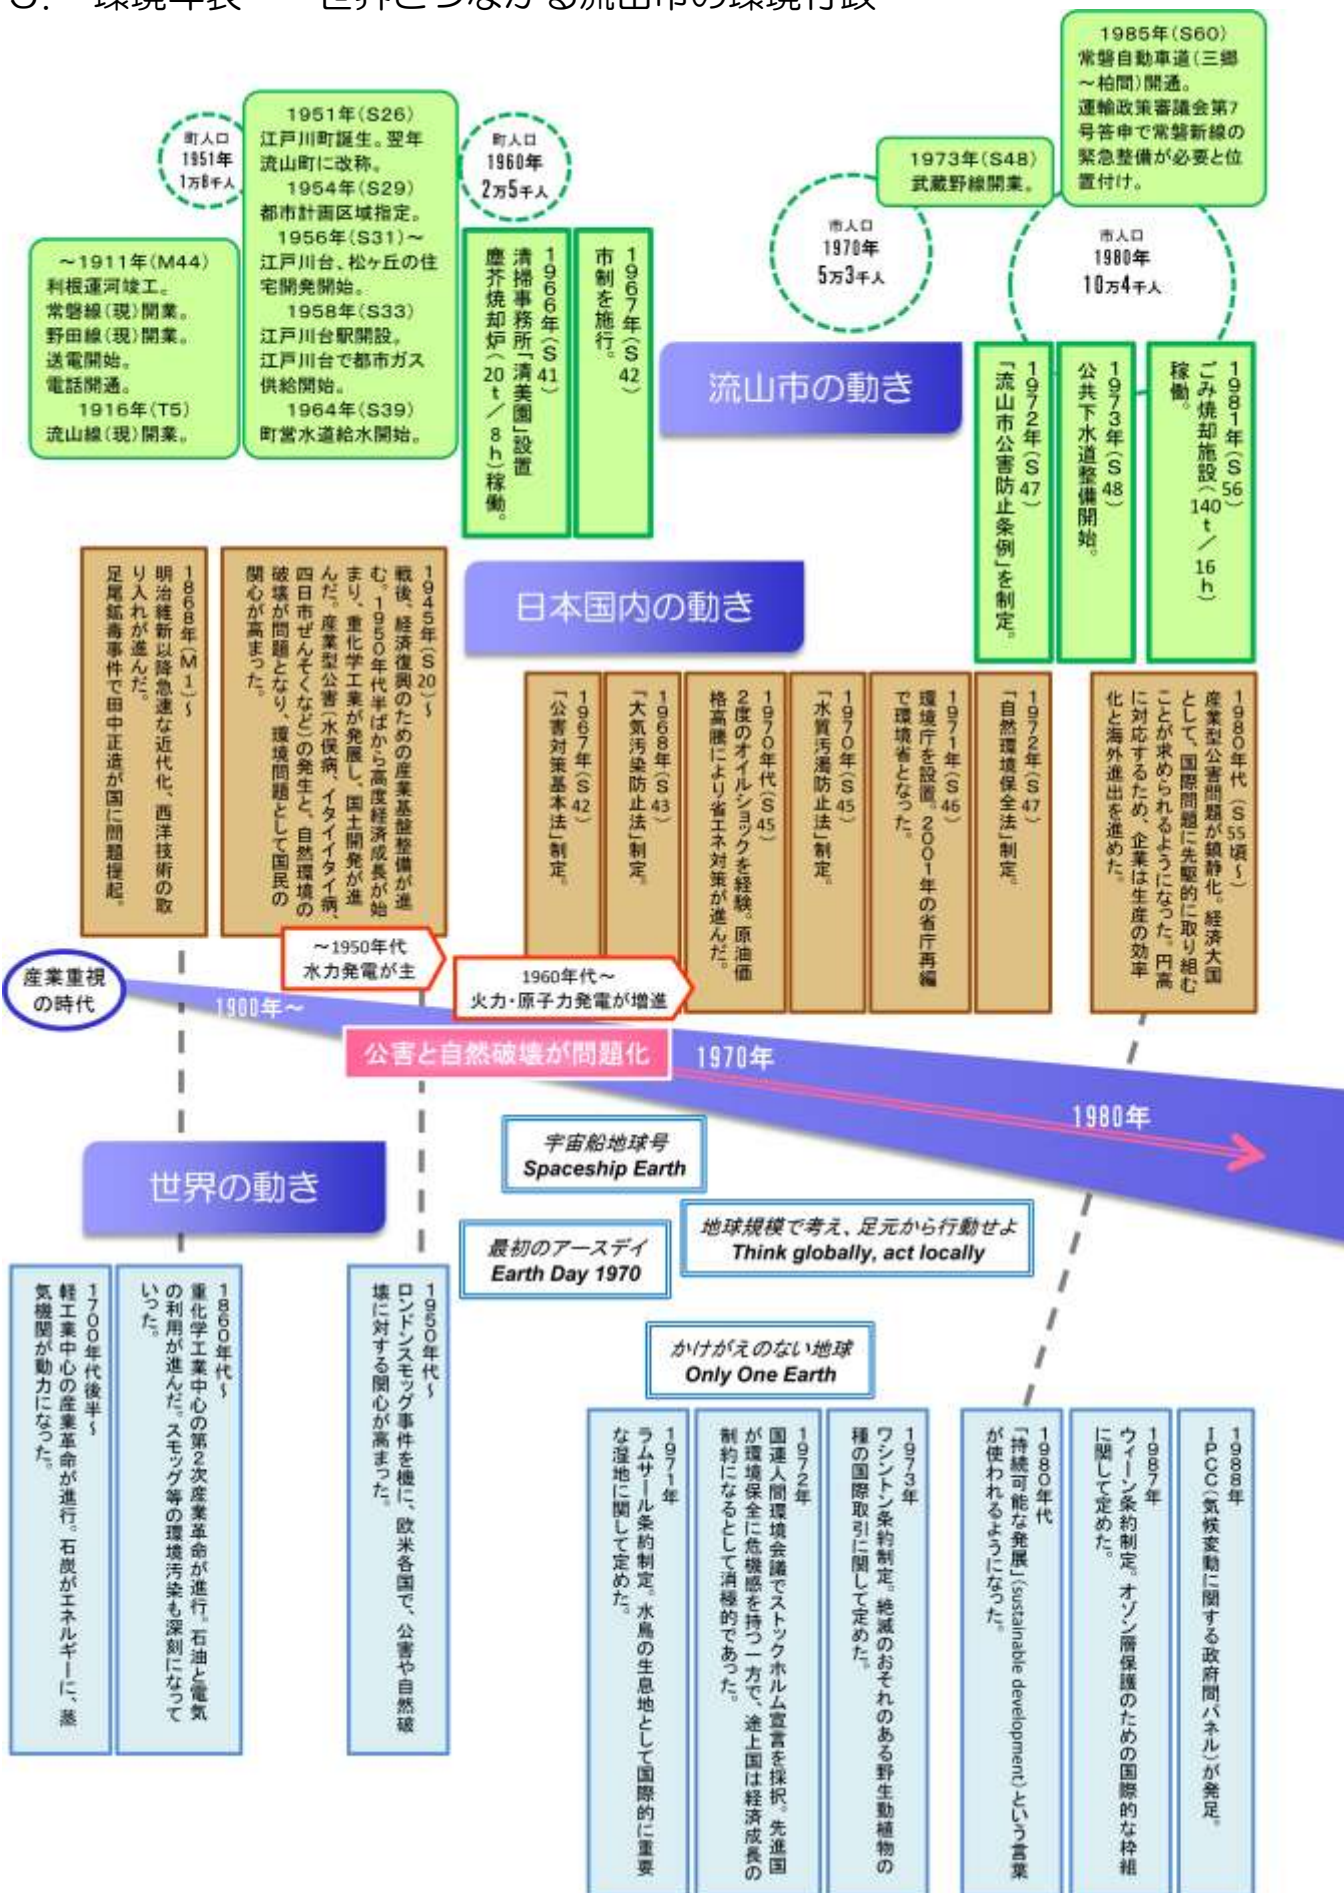 環境年表 世界とつながる流山市の環境行政
1985年(S60)
常磐自動車道(三郷
～柏間)開通。
運輸政策審議会第7
号答申で常磐新線の
緊急整備が必要と位
置付け。
町人口
1951年
1万8千人
1951年(S26)
江戸川町誕生。翌年
流山町に改称。
1954年(S29)
都市計画区域指定。
1956年(S31)～
江戸川台、松ヶ丘の住
宅開発開始。
1958年(S33)
江戸川台駅開設。
江戸川台で都市ガス
供給開始。
1964年(S39)
町営水道給水開始。
町人口
1960年
2万5千人
1973年(S48)
武蔵野線開業。
市人口
1970年
5万3千人
市人口
1980年
10万4千人
～1911年(M44)
利根運河竣工。
常磐線(現)開業。
野田線(現)開業。
送電開始。
電話開通。
1916年(T5)
流山線(現)開業。
1966年(S41)
清掃事務所「清美園」設置
塵芥焼却炉(20t/8h)稼働。
1967年(S42)
市制を施行。
流山市の動き
1972年(S47)
「流山市公害防止条例」を制定。
1973年(S48)
公共下水道整備開始。
1981年(S56)
ごみ焼却施設(140t/16h)
稼働。
日本国内の動き
1868年(M1)～
明治維新以降急速な近代化、西洋技術の取
り入れが進んだ。
足尾鉱毒事件で田中正造が国に問題提起。
1945年(S20)～
戦後、経済復興のための産業基盤整備が進
む。1950年代半ばから高度経済成長が始
まり、重化学工業が発展し、国土開発が進
んだ。産業型公害(水俣病、イタイイタイ病、
四日市ぜんそくなど)の発生と、自然環境の
破壊が問題となり、環境問題として国民の
関心が高まった。
1967年(S42)
「公害対策基本法」制定。
1968年(S43)
「大気汚染防止法」制定。
1970年代(S45)
2度のオイルショックを経験。原油価
格高騰により省エネ対策が進んだ。
1970年(S45)
「水質汚濁防止法」制定。
1971年(S46)
環境庁を設置。2001年の省庁再編
で環境省となった。
1972年(S47)
「自然環境保全法」制定。
1980年代(S55頃～)
産業型公害問題が鎮静化。経済大国
として、国際問題に先駆的に取り組む
ことが求められるようになった。円高
に対応するため、企業は生産の効率
化と海外進出を進めた。
産業重視
の時代
～1950年代
水力発電が主
1960年代～
火力・原子力発電が増進
1900年～
公害と自然破壊が問題化
1970年
1980年
世界の動き
宇宙船地球号
Spaceship Earth
最初のアースデイ
Earth Day 1970
地球規模で考え、足元から行動せよ
Think globally, act locally
かけがえのない地球
Only One Earth
1700年代後半～
軽工業中心の産業革命が進行。石炭がエネルギーに、蒸
気機関が動力になった。
1860年代～
重化学工業中心の第2次産業革命が進行。石油と電気
の利用が進んだ。スモッグ等の環境汚染も深刻になって
いった。
1950年代～
ロンドンスモッグ事件を機に、欧米各国で、公害や自然破
壊に対する関心が高まった。
1971年
ラムサール条約制定。水鳥の生息地として国際的に重要
な湿地に関して定めた。
1972年
国連人間環境会議でストックホルム宣言を採択。先進国
が環境保全に危機感を持つ一方で、途上国は経済成長の
制約になるとして消極的であった。
1973年
ワシントン条約制定。絶滅のおそれのある野生動植物の
種の国際取引に関して定めた。
1980年代
「持続可能な発展」(sustainable development)という言葉
が使われるようになった。
1987年
ウィーン条約制定。オゾン層保護のための国際的な枠組
に関して定めた。
1988年
IPCC(気候変動に関する政府間パネル)が発足。